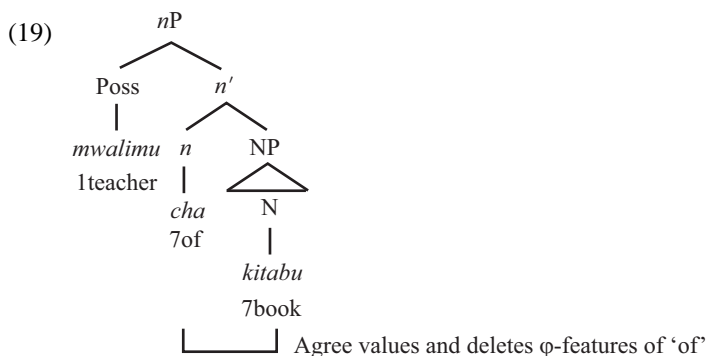 (19)
nP
Poss n′
mwalimu n NP
1teacher
cha N
7of
kitabu
7book
Agree values and deletes φ-features of ‘of’